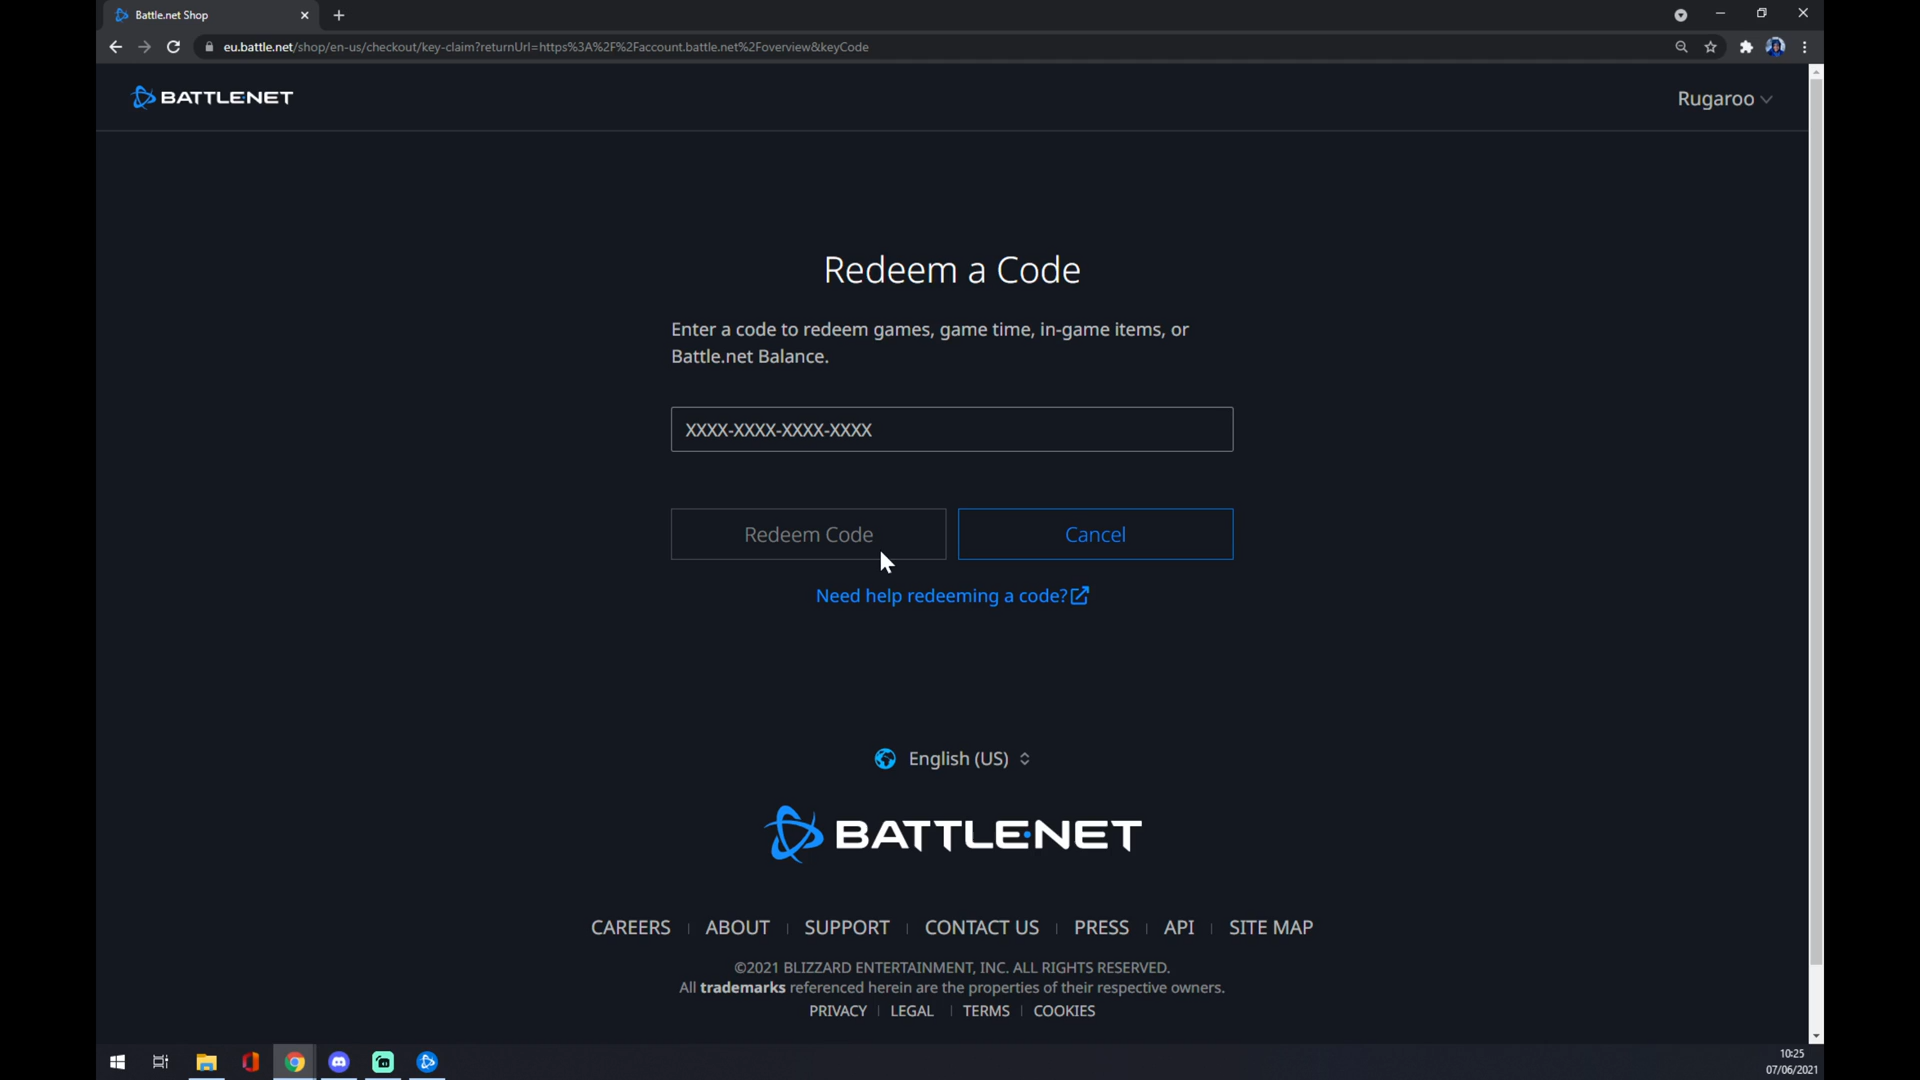 Battle.net Shop
eu.battle.net/shop/en-us/checkout/key-claim?returnUrl=https%3A%2F%2Faccount.battle.net%2Foverview&keyCode
BATTLE.NET
Rugaroo
Redeem a Code
Enter a code to redeem games, game time, in-game items, or
Battle.net Balance.
XXXX-XXXX-XXXX-XXXX
Redeem Code Cancel
Need help redeeming a code?
English (US)
BATTLE.NET
CAREERS | ABOUT | SUPPORT | CONTACT US | PRESS | API | SITE MAP
©2021 BLIZZARD ENTERTAINMENT, INC. ALL RIGHTS RESERVED.
All trademarks referenced herein are the properties of their respective owners.
PRIVACY | LEGAL | TERMS | COOKIES
10:25
07/06/2021